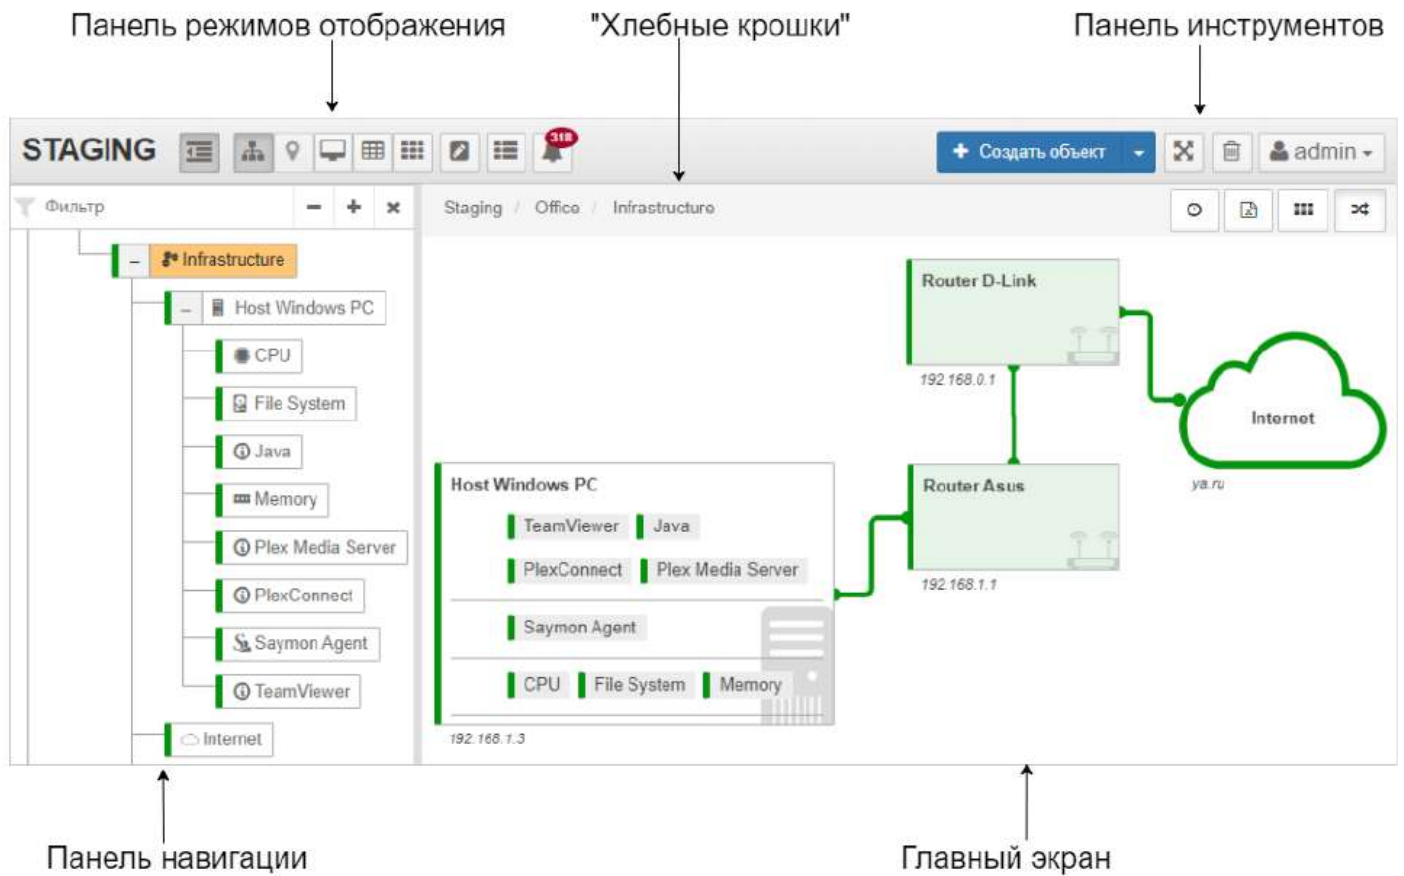 Панель режимов отображения
"Хлебные крошки"
Панель инструментов
STAGING
318
+ Создать объект
admin
Фильтр
Staging / Office / Infrastructure
Infrastructure
Host Windows PC
CPU
File System
Java
Memory
Plex Media Server
PlexConnect
Saymon Agent
TeamViewer
Internet
Router D-Link
192.168.0.1
Internet
ya.ru
Host Windows PC
TeamViewer Java
PlexConnect Plex Media Server
Saymon Agent
CPU File System Memory
192.168.1.3
Router Asus
192.168.1.1
Панель навигации
Главный экран